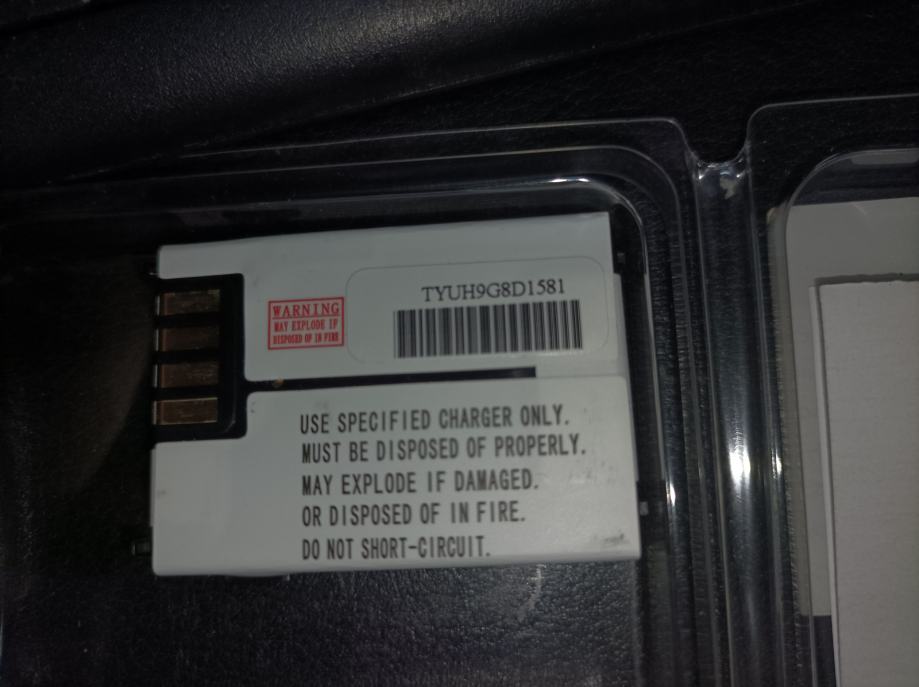 TYUH9G8D1581
WARNING
MAY EXPLODE IF
DISPOSED OF IN FIRE
USE SPECIFIED CHARGER ONLY.
MUST BE DISPOSED OF PROPERLY.
MAY EXPLODE IF DAMAGED.
OR DISPOSED OF IN FIRE.
DO NOT SHORT-CIRCUIT.